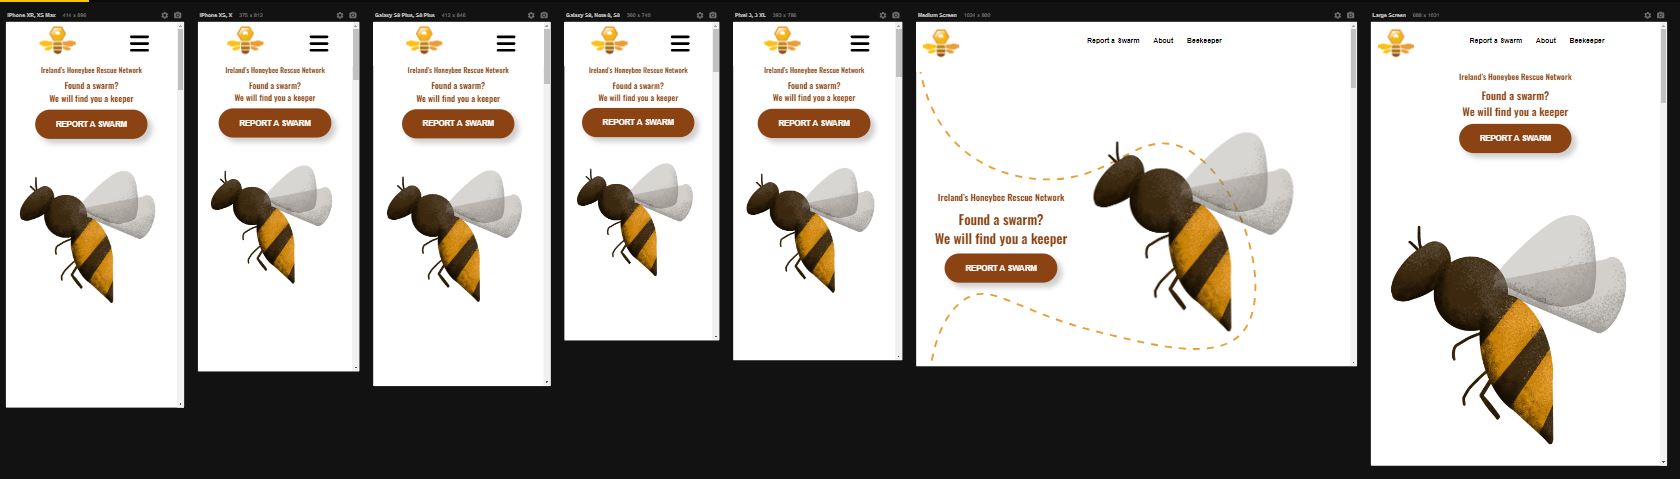 iPhone XR, XS Max 414 x 896
Ireland's Honeybee Rescue Network
Found a swarm?
We will find you a keeper
REPORT A SWARM
iPhone XS, X 375 x 812
Ireland's Honeybee Rescue Network
Found a swarm?
We will find you a keeper
REPORT A SWARM
Galaxy S9 Plus, S8 Plus 412 x 846
Ireland's Honeybee Rescue Network
Found a swarm?
We will find you a keeper
REPORT A SWARM
Galaxy S9, Note 8, S8 360 x 740
Ireland's Honeybee Rescue Network
Found a swarm?
We will find you a keeper
REPORT A SWARM
Pixel 3, 3 XL 393 x 786
Ireland's Honeybee Rescue Network
Found a swarm?
We will find you a keeper
REPORT A SWARM
Medium Screen
Report a Swarm About Beekeeper
Ireland's Honeybee Rescue Network
Found a swarm?
We will find you a keeper
REPORT A SWARM
Large Screen
Report a Swarm About Beekeeper
Ireland's Honeybee Rescue Network
Found a swarm?
We will find you a keeper
REPORT A SWARM